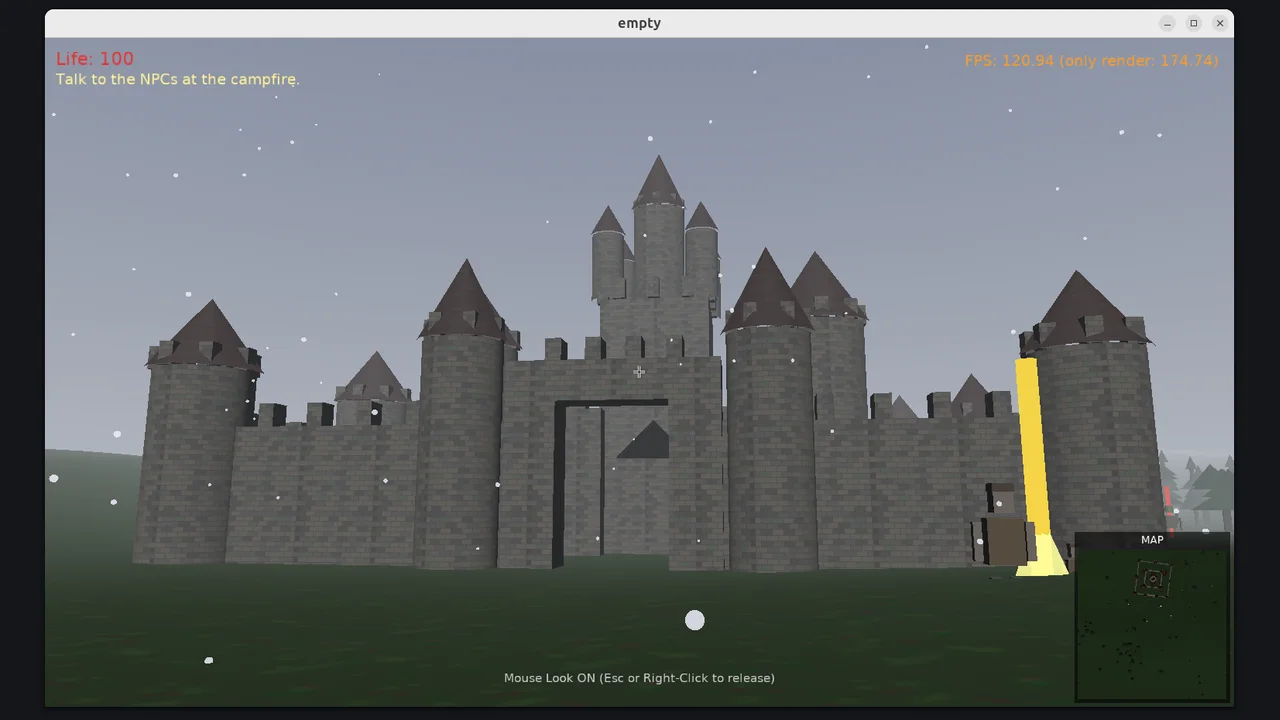 empty
Life: 100
FPS: 120.94 (only render: 174.74)
Talk to the NPCs at the campfire.
MAP
Mouse Look ON (Esc or Right-Click to release)